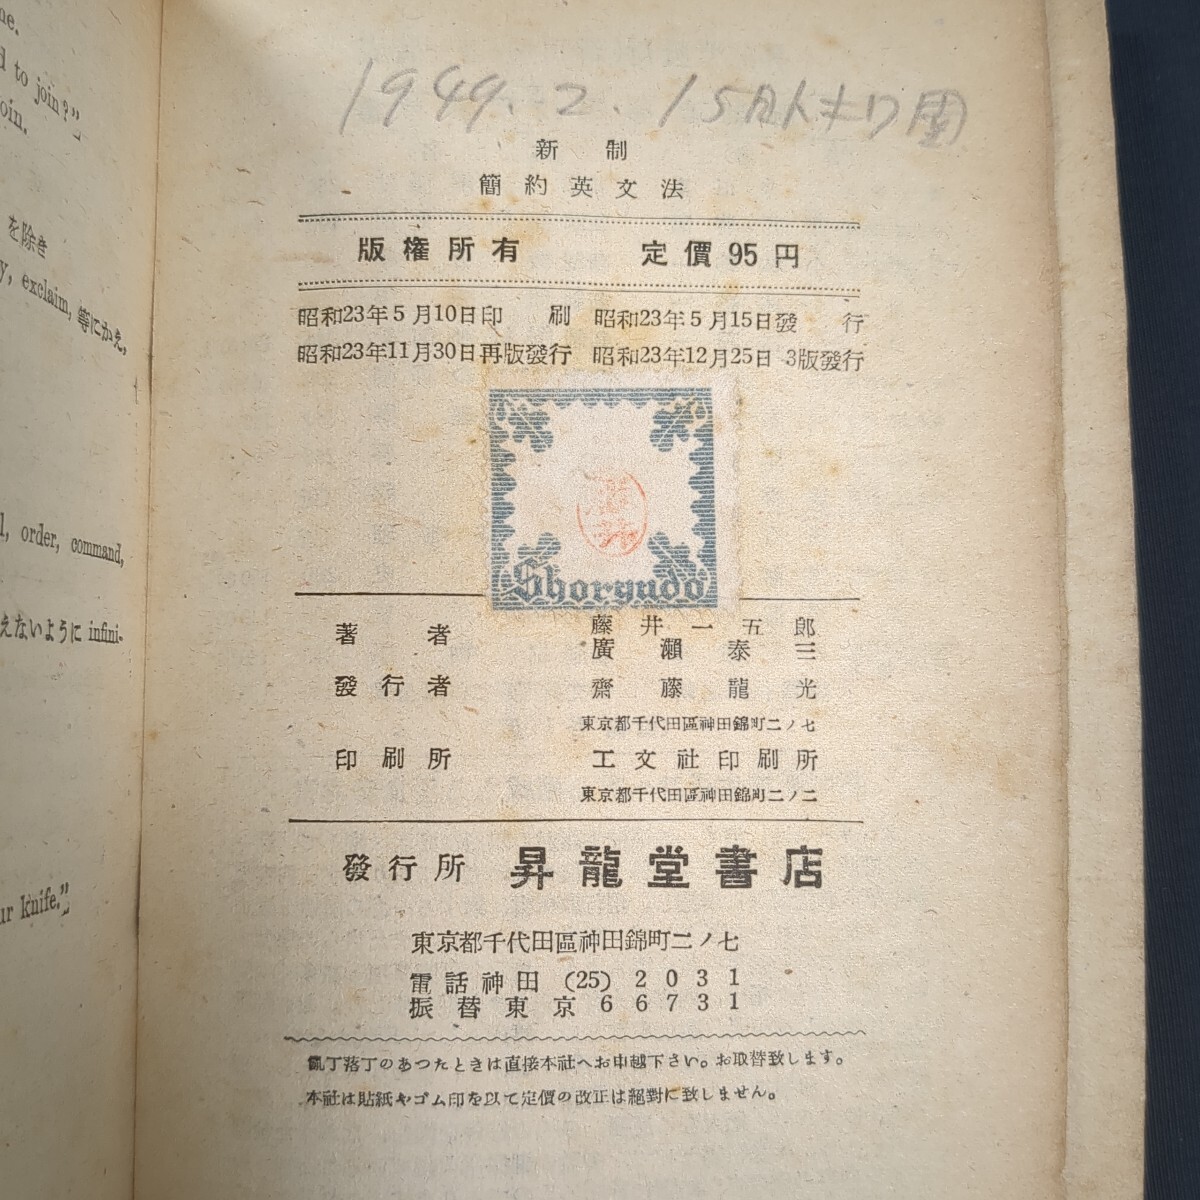 ne.
d to join?”」
oin.
を除き
y, exclaim, 等にかえ,
l, order, command,
えないように infini-
ur knife.”」
1949. 2. 15
新制
簡約英文法
版権所有 定價95円
昭和23年5月10日印刷 昭和23年5月15日發行
昭和23年11月30日再版發行 昭和23年12月25日 3版發行
Shoryudo
著者 藤井一五郎
廣瀬泰三
發行者 齋藤龍光
東京都千代田區神田錦町二ノ七
印刷所 工文社印刷所
東京都千代田區神田錦町二ノ二
發行所 昇龍堂書店
東京都千代田區神田錦町二ノ七
電話神田 (25) 2031
振替東京 66731
亂丁落丁のあつたときは直接本社へお申越下さい。お取替致します。
本社は貼紙やゴム印を以て定價の改正は絕對に致しません。